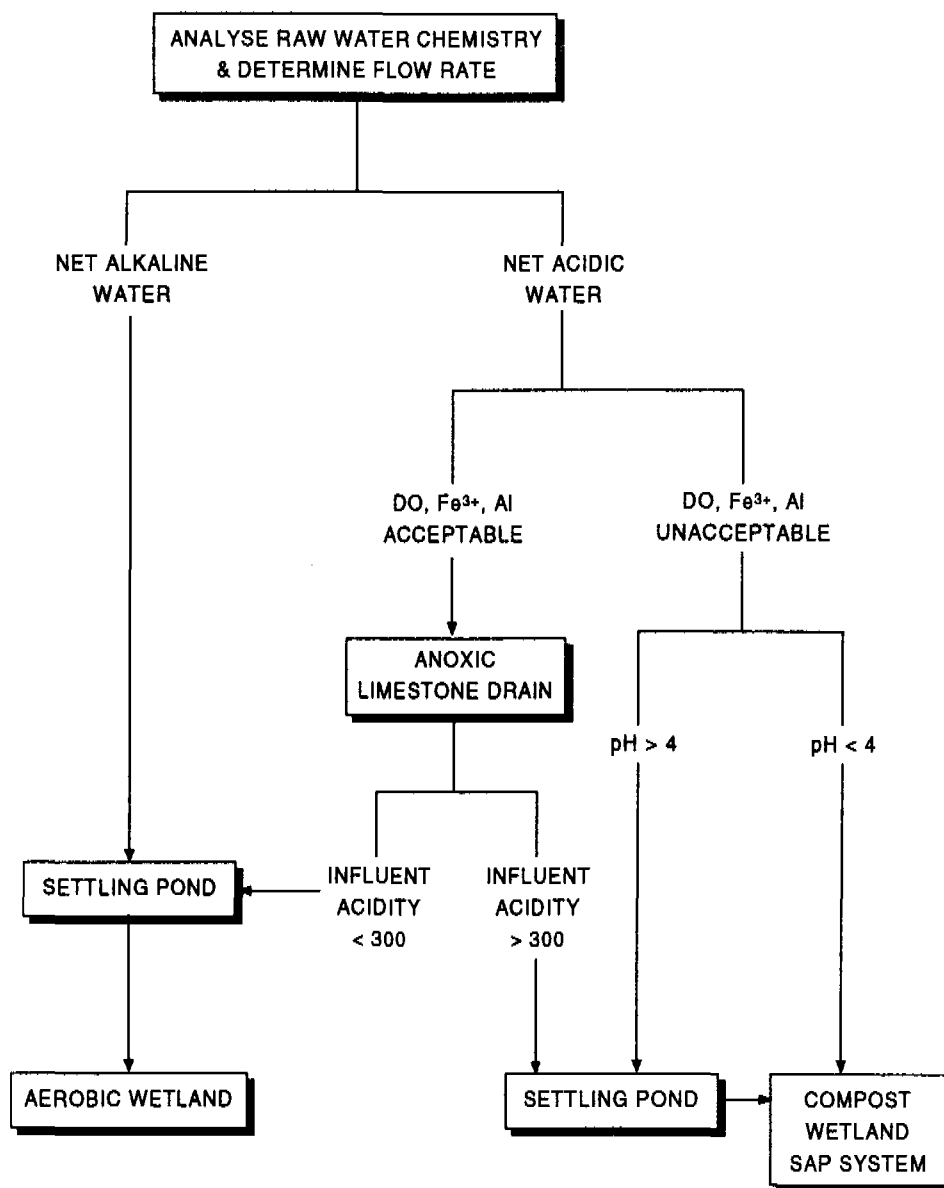 ANALYSE RAW WATER CHEMISTRY
& DETERMINE FLOW RATE
NET ALKALINE
WATER
NET ACIDIC
WATER
DO, Fe³⁺, Al
ACCEPTABLE
DO, Fe³⁺, Al
UNACCEPTABLE
ANOXIC
LIMESTONE DRAIN
pH > 4
pH < 4
SETTLING POND
INFLUENT
ACIDITY
< 300
INFLUENT
ACIDITY
> 300
AEROBIC WETLAND
SETTLING POND
COMPOST
WETLAND
SAP SYSTEM